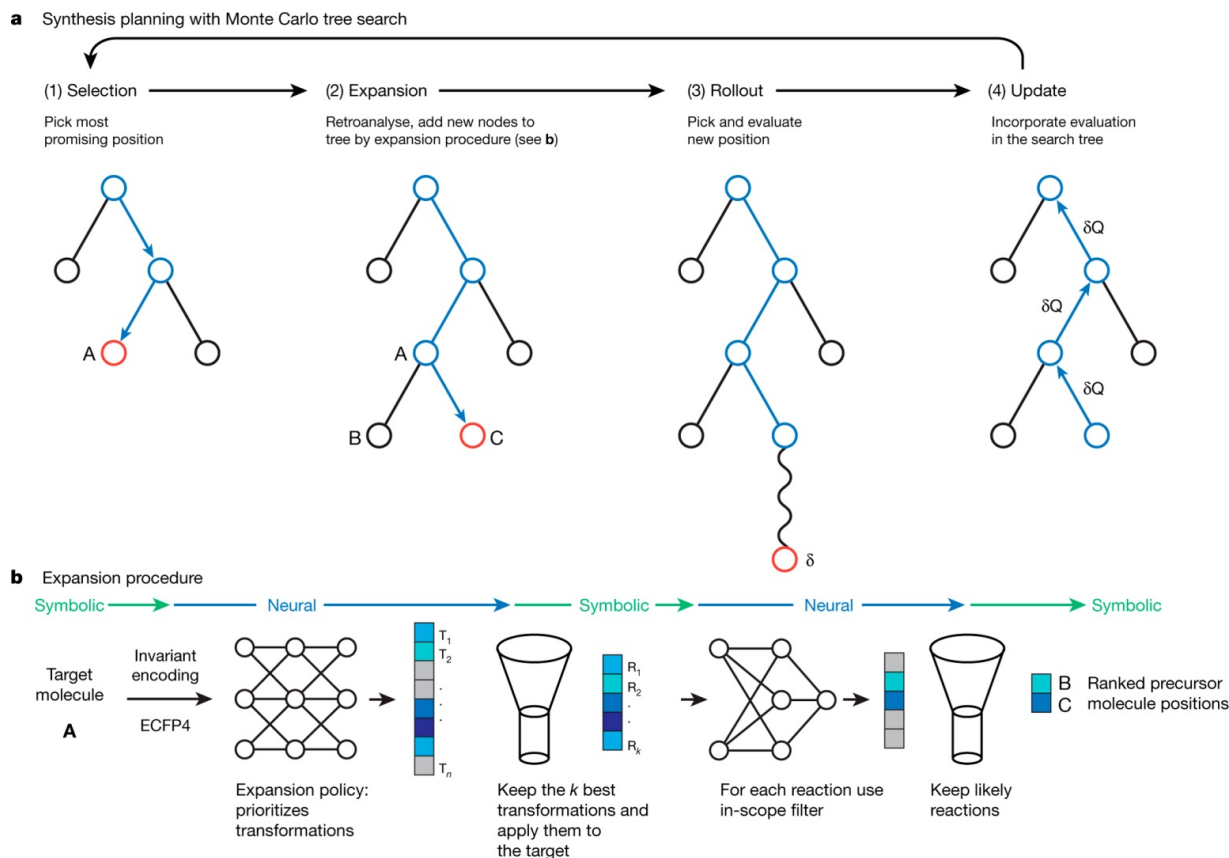 a Synthesis planning with Monte Carlo tree search
(1) Selection
Pick most
promising position
(2) Expansion
Retroanalyse, add new nodes to
tree by expansion procedure (see b)
(3) Rollout
Pick and evaluate
new position
(4) Update
Incorporate evaluation
in the search tree
A
A
B
C
δ
δQ
δQ
δQ
b Expansion procedure
Symbolic
Neural
Symbolic
Neural
Symbolic
Target
molecule
A
Invariant
encoding
ECFP4
Expansion policy:
prioritizes
transformations
T1
T2
.
.
.
Tn
Keep the k best
transformations and
apply them to
the target
R1
R2
.
.
Rk
For each reaction use
in-scope filter
Keep likely
reactions
B
C
Ranked precursor
molecule positions